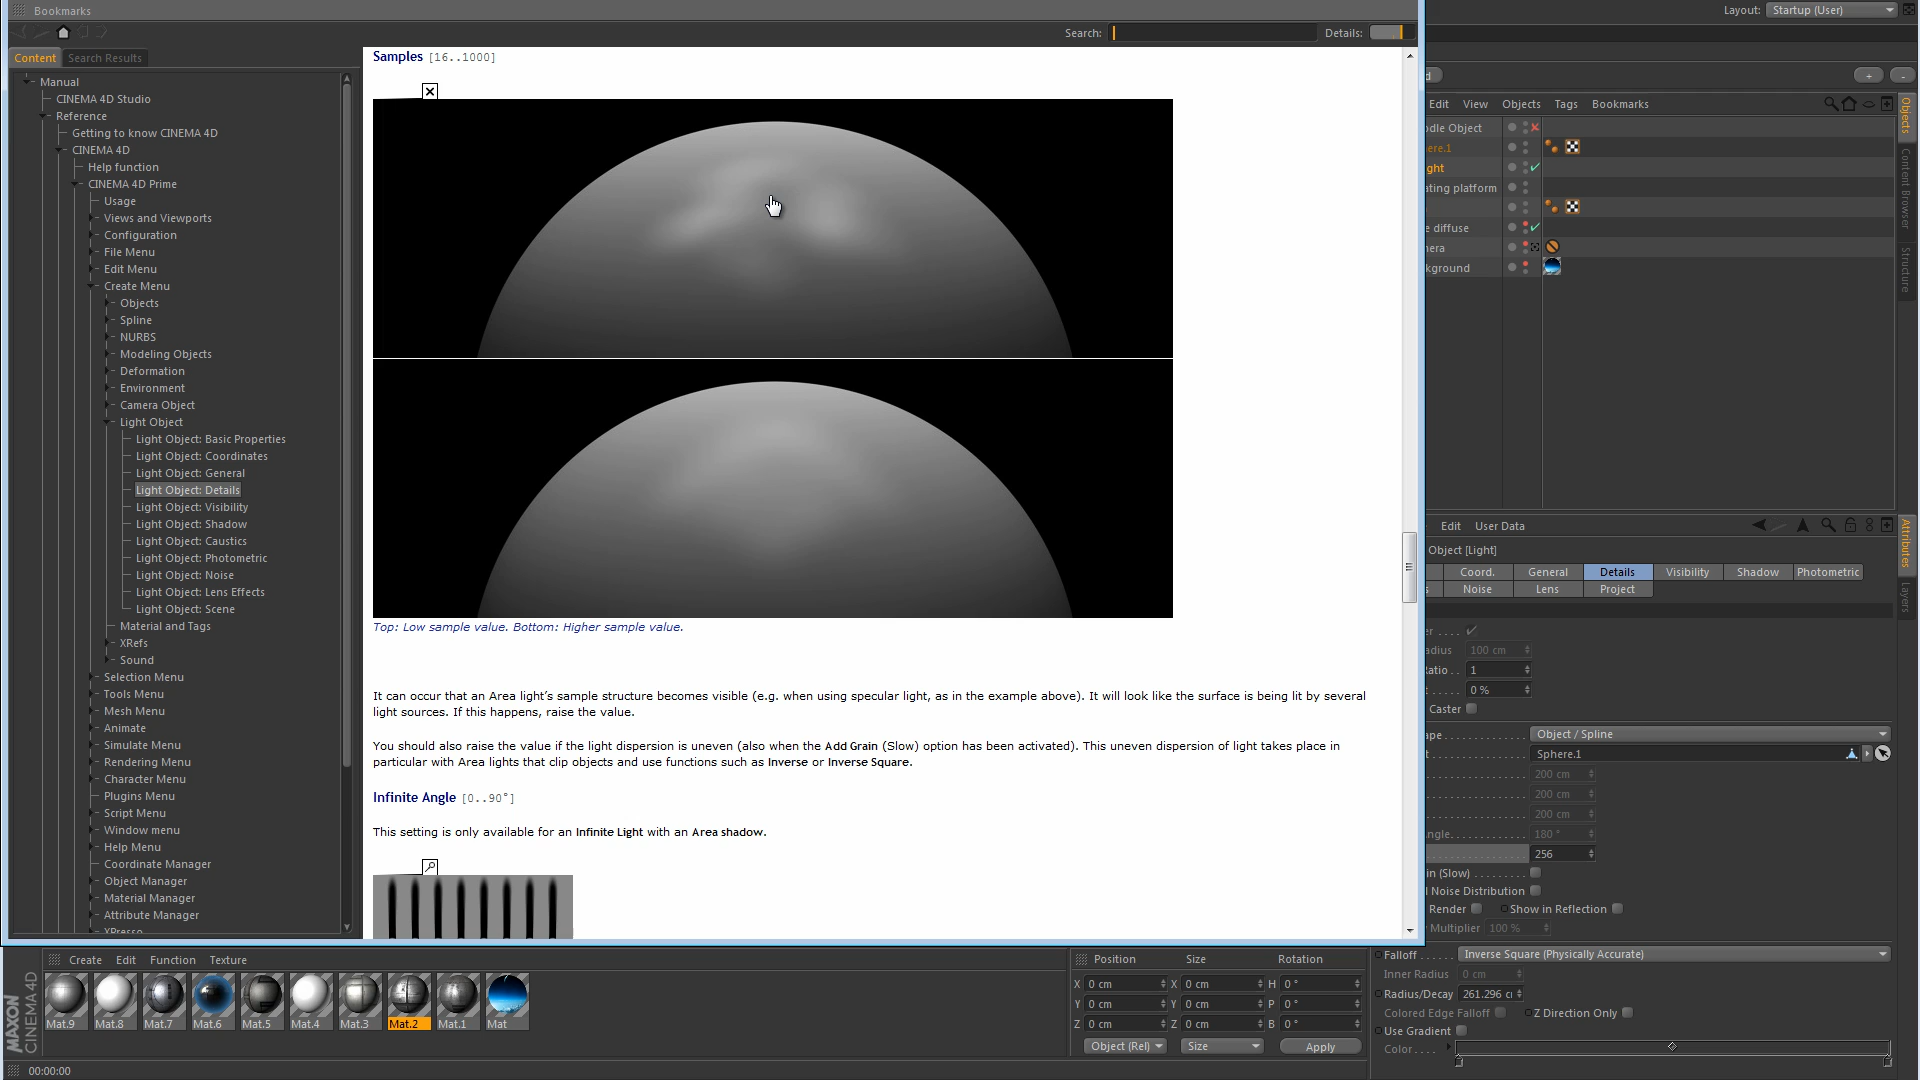 Bookmarks
Layout:
Startup (User)
Search:
Details:
Content
Search Results
Manual
CINEMA 4D Studio
Reference
Getting to know CINEMA 4D
CINEMA 4D
Help function
CINEMA 4D Prime
Usage
Views and Viewports
Configuration
File Menu
Edit Menu
Create Menu
Objects
Spline
NURBS
Modeling Objects
Deformation
Environment
Camera Object
Light Object
Light Object: Basic Properties
Light Object: Coordinates
Light Object: General
Light Object: Details
Light Object: Visibility
Light Object: Shadow
Light Object: Caustics
Light Object: Photometric
Light Object: Noise
Light Object: Lens Effects
Light Object: Scene
Material and Tags
XRefs
Sound
Selection Menu
Tools Menu
Mesh Menu
Animate
Simulate Menu
Rendering Menu
Character Menu
Plugins Menu
Script Menu
Window menu
Help Menu
Coordinate Manager
Object Manager
Material Manager
Attribute Manager
XPresso
Samples [16..1000]
Top: Low sample value. Bottom: Higher sample value.
It can occur that an Area light's sample structure becomes visible (e.g. when using specular light, as in the example above). It will look like the surface is being lit by several
light sources. If this happens, raise the value.
You should also raise the value if the light dispersion is uneven (also when the Add Grain (Slow) option has been activated). This uneven dispersion of light takes place in
particular with Area lights that clip objects and use functions such as Inverse or Inverse Square.
Infinite Angle [0..90°]
This setting is only available for an Infinite Light with an Area shadow.
d
+
-
Edit View Objects Tags Bookmarks
dle Object
ere.1
ght
ating platform
e diffuse
era
kground
Objects
Content Browser
Structure
Edit User Data
Object [Light]
Coord. General Details Visibility Shadow Photometric
s Noise Lens Project
Attributes
Layers
er ....
adius 100 cm
atio .. 1
t ..... 0 %
Caster
ape Object / Spline
t Sphere.1
200 cm
200 cm
200 cm
ngle 180 °
256
in (Slow)
l Noise Distribution
Render Show in Reflection
Multiplier 100 %
Falloff Inverse Square (Physically Accurate)
Inner Radius 0 cm
Radius/Decay 261.296 c
Colored Edge Falloff Z Direction Only
Use Gradient
Color....
Create Edit Function Texture
Mat.9 Mat.8 Mat.7 Mat.6 Mat.5 Mat.4 Mat.3 Mat.2 Mat.1 Mat
Position Size Rotation
X 0 cm X 0 cm H 0 °
Y 0 cm Y 0 cm P 0 °
Z 0 cm Z 0 cm B 0 °
Object (Rel) Size Apply
MAXON
CINEMA 4D
00:00:00